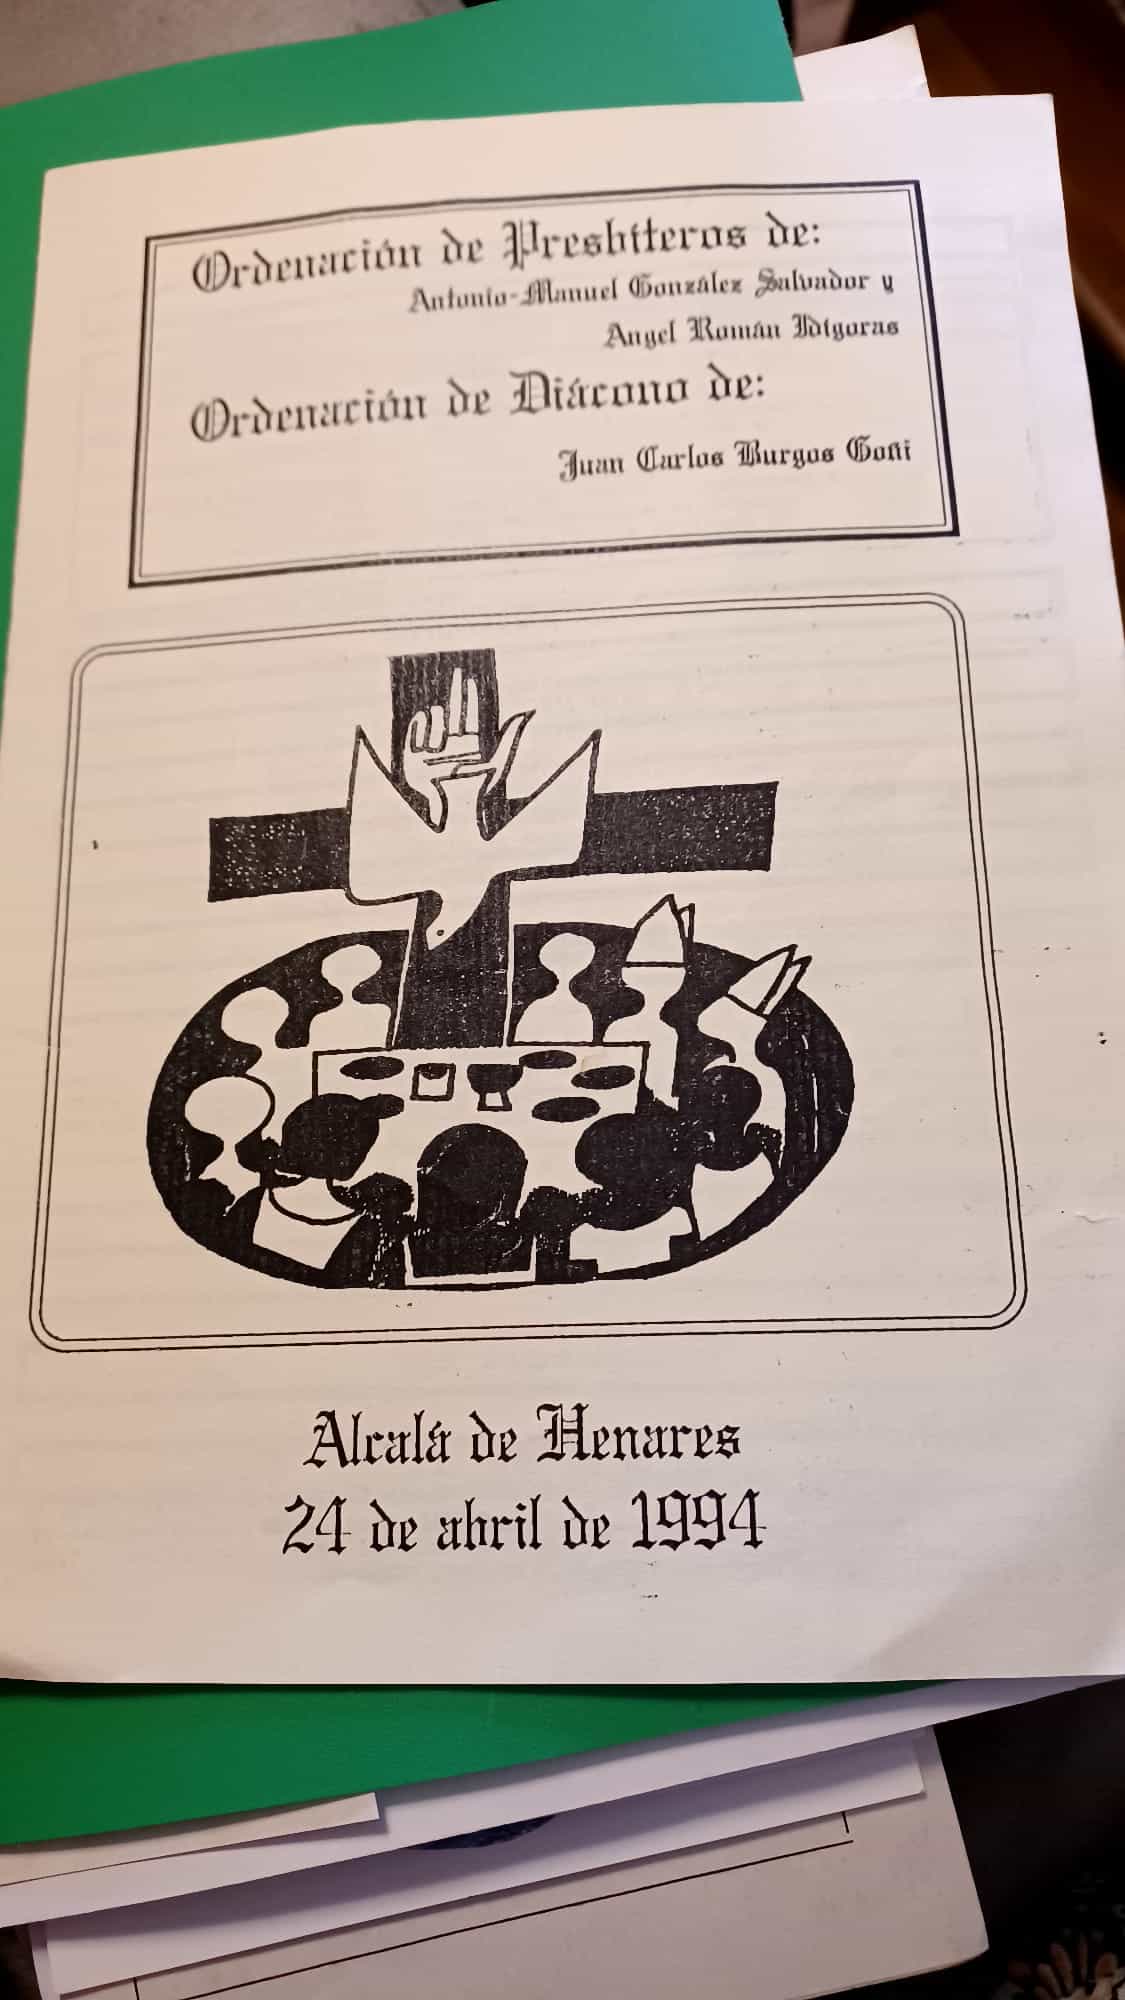 Ordenación de Presbíteros de:
Antonio-Manuel González Salvador y
Angel Román Idígoras
Ordenación de Diácono de:
Juan Carlos Burgos Goñi
Alcalá de Henares
24 de abril de 1994